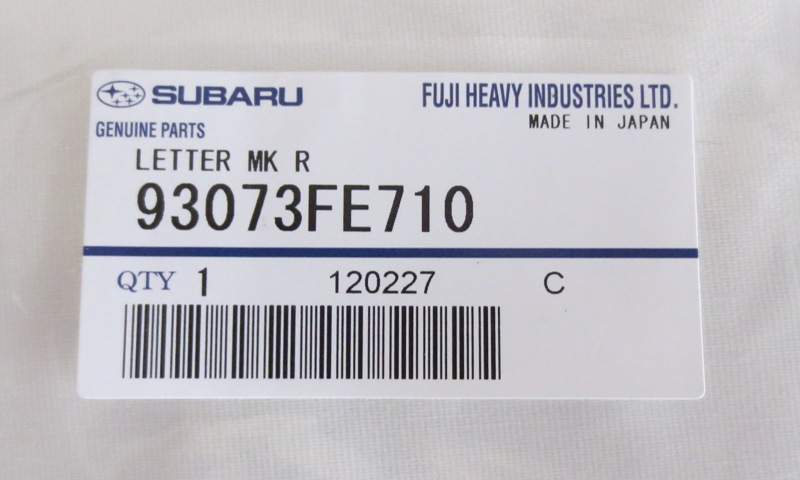 SUBARU
FUJI HEAVY INDUSTRIES LTD.
GENUINE PARTS
MADE IN JAPAN
LETTER MK R
93073FE710
QTY 1 120227 C